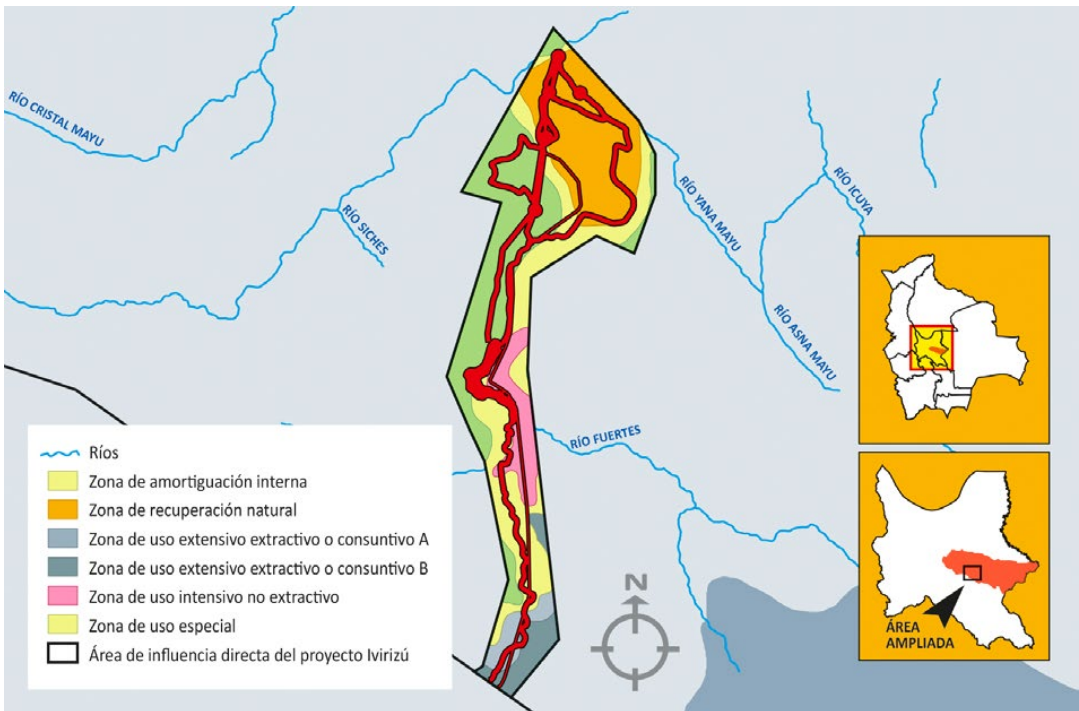 RÍO CRISTAL MAYU
RÍO SICHES
RÍO YANA MAYU
RÍO ICUYA
RÍO ASNA MAYU
RÍO FUERTES
Ríos
Zona de amortiguación interna
Zona de recuperación natural
Zona de uso extensivo extractivo o consuntivo A
Zona de uso extensivo extractivo o consuntivo B
Zona de uso intensivo no extractivo
Zona de uso especial
Área de influencia directa del proyecto Ivirizú
N
ÁREA
AMPLIADA